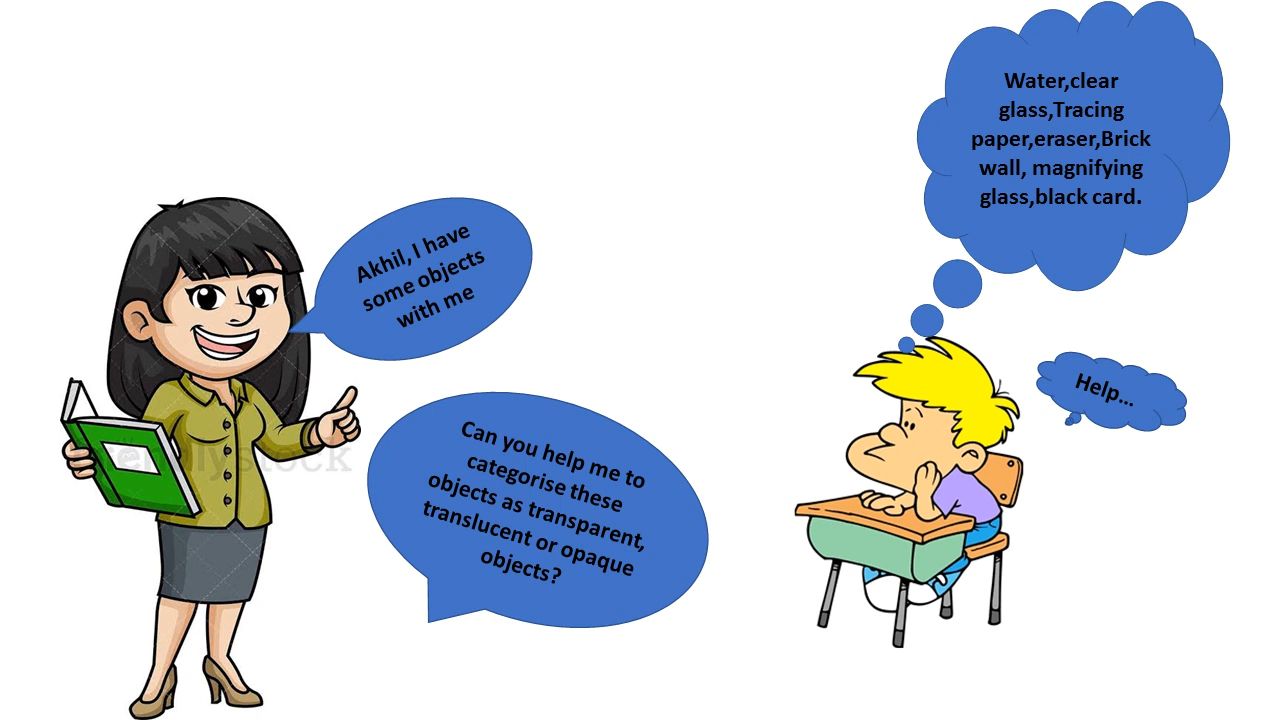 Akhil, I have
some objects
with me
Can you help me to
categorise these
objects as transparent,
translucent or opaque
objects?
Water,clear
glass,Tracing
paper,eraser,Brick
wall, magnifying
glass,black card.
Help...